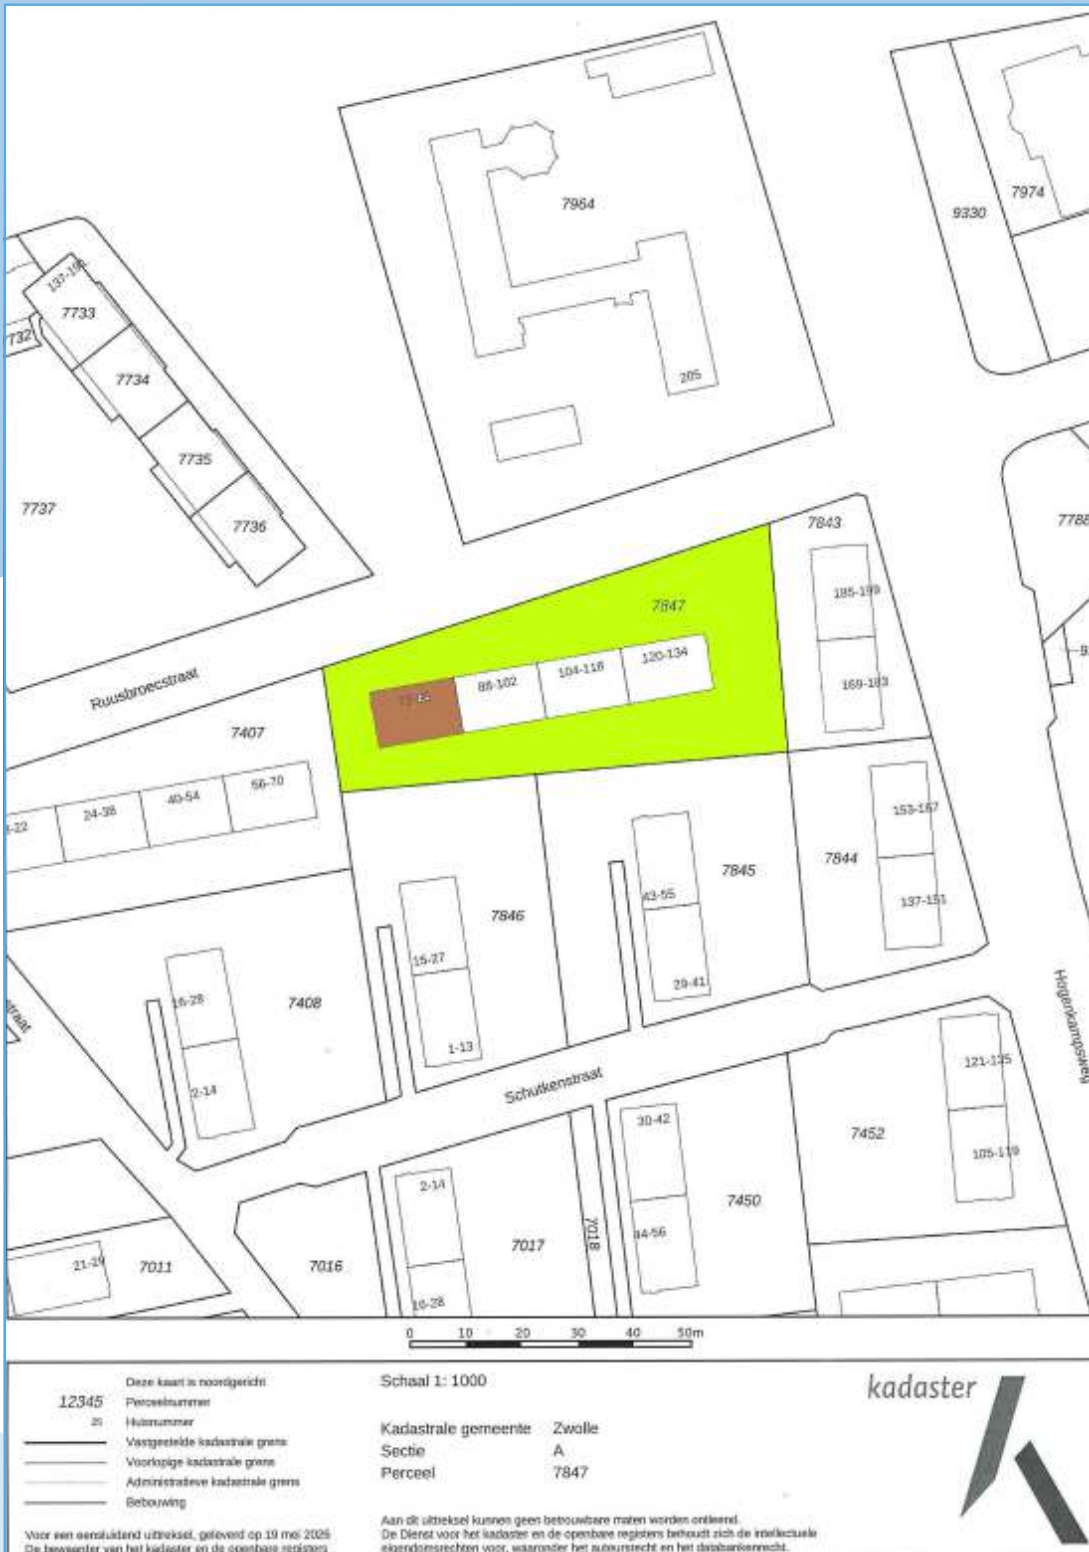 7964
7974
9330
205
137-19
7733
732
7734
7735
7736
7737
7843
7788
185-199
169-183
7847
120-134
104-118
88-102
Ruusbroecstraat
7407
56-70
40-54
24-38
8-22
153-167
7844
137-151
7845
43-55
29-41
7846
15-27
1-13
7408
16-28
2-14
straat
Hogenkampsweg
Schutkenstraat
121-135
7452
105-119
30-42
7450
44-56
7018
2-14
7017
16-28
7016
21-29
7011
0 10 20 30 40 50m
Deze kaart is noordgericht
12345 Perceelnummer
25 Huisnummer
Vastgestelde kadastrale grens
Voorlopige kadastrale grens
Administratieve kadastrale grens
Bebouwing
Voor een eensluidend uittreksel, geleverd op 19 mei 2026
De bewaarder van het kadaster en de openbare registers
Schaal 1: 1000
Kadastrale gemeente Zwolle
Sectie A
Perceel 7847
Aan dit uittreksel kunnen geen betrouwbare maten worden ontleend.
De Dienst voor het kadaster en de openbare registers behoudt zich de intellectuele
eigendomsrechten voor, waaronder het auteursrecht en het databankenrecht.
kadaster